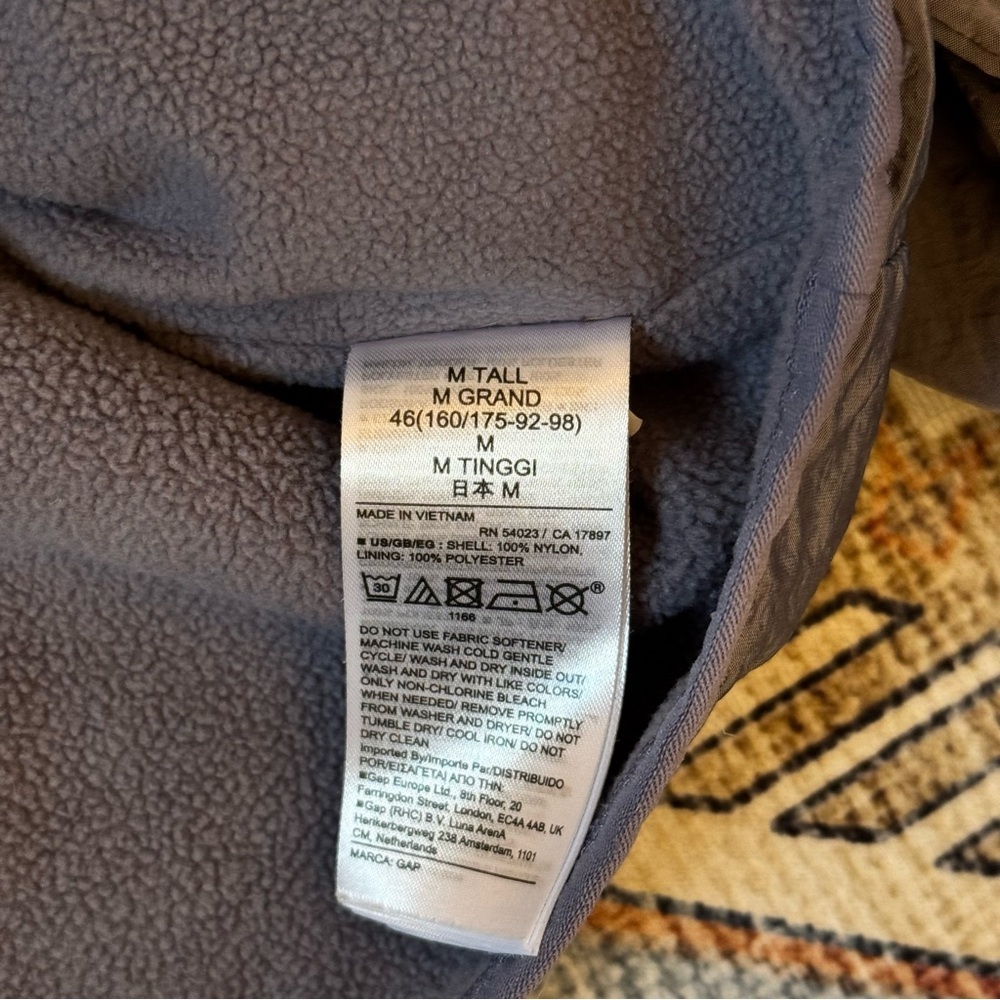 M TALL
M GRAND
46(160/175-92-98)
M
M TINGGI
日本 M
MADE IN VIETNAM
RN 54023 / CA 17897
■ US/GB/EG : SHELL: 100% NYLON,
LINING: 100% POLYESTER
30
®
1166
DO NOT USE FABRIC SOFTENER/
MACHINE WASH COLD GENTLE
CYCLE/ WASH AND DRY INSIDE OUT/
WASH AND DRY WITH LIKE COLORS/
ONLY NON-CHLORINE BLEACH
WHEN NEEDED/ REMOVE PROMPTLY
FROM WASHER AND DRYER/ DO NOT
TUMBLE DRY/ COOL IRON/ DO NOT
DRY CLEAN
Imported By/Importe Par/DISTRIBUIDO
POR/ΕΙΣΑΓΕΤΑΙ ΑΠΟ ΤΗΝ:
■Gap Europe Ltd., 8th Floor, 20
Farringdon Street, London, EC4A 4AB, UK
■Gap (RHC) B.V. Luna ArenA
Herikerbergweg 238 Amsterdam, 1101
CM, Netherlands
MARCA: GAP